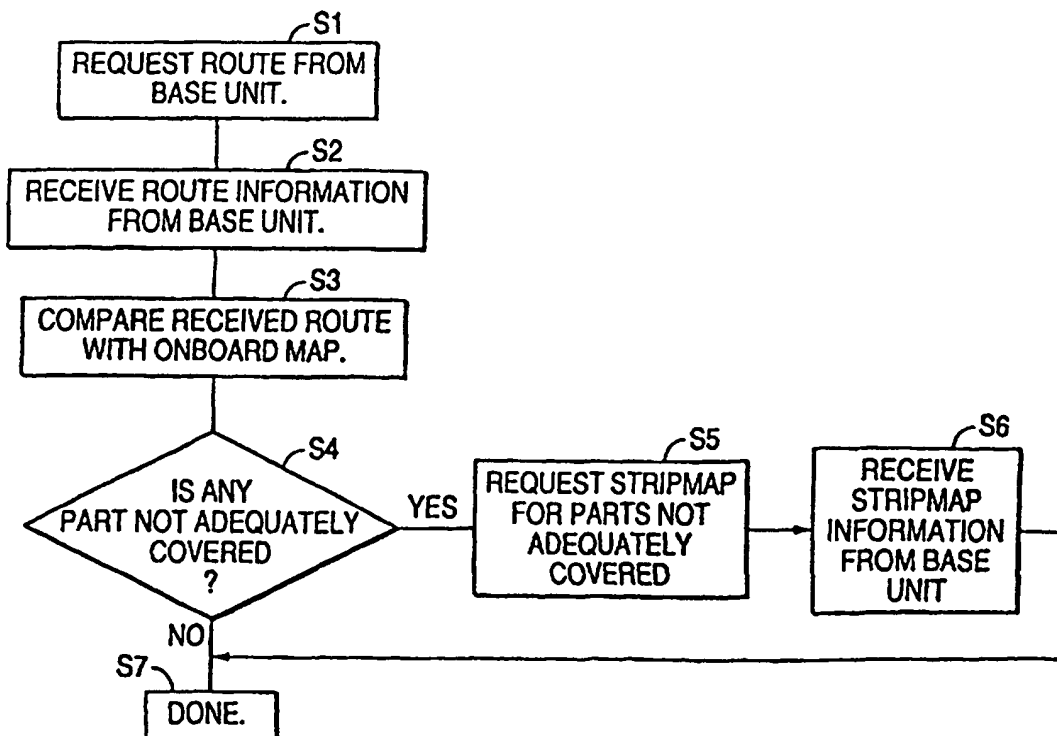 S1
REQUEST ROUTE FROM
BASE UNIT.
S2
RECEIVE ROUTE INFORMATION
FROM BASE UNIT.
S3
COMPARE RECEIVED ROUTE
WITH ONBOARD MAP.
S4
IS ANY
PART NOT ADEQUATELY
COVERED
?
YES
S5
REQUEST STRIPMAP
FOR PARTS NOT
ADEQUATELY
COVERED
S6
RECEIVE
STRIPMAP
INFORMATION
FROM BASE
UNIT
NO
S7
DONE.